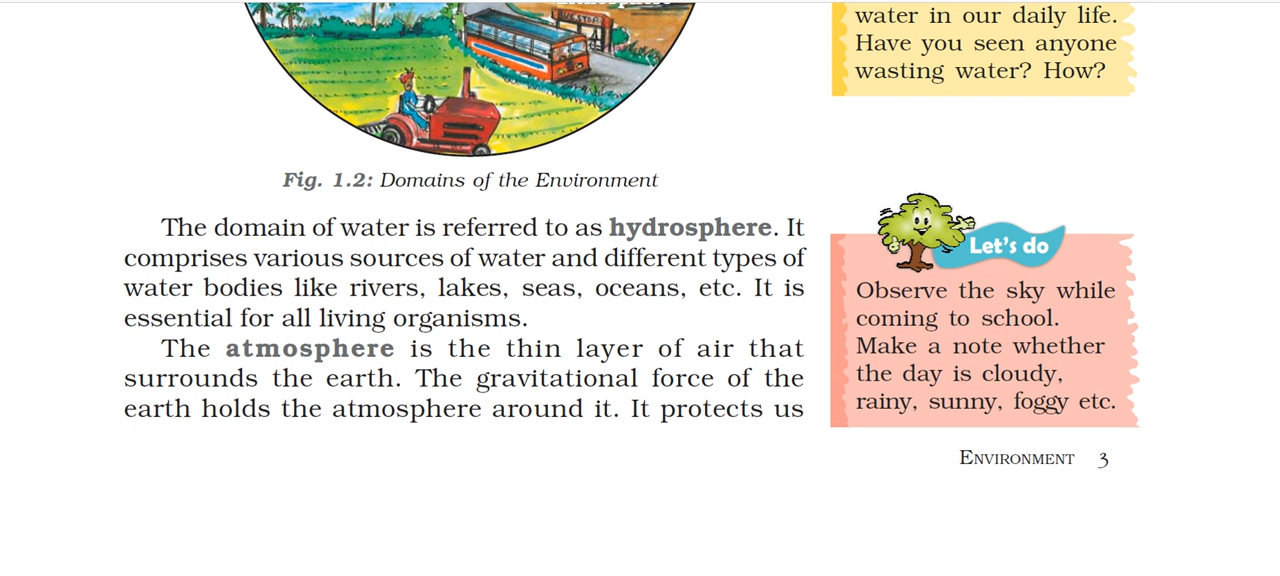 BUS STOP
Fig. 1.2: Domains of the Environment
The domain of water is referred to as hydrosphere. It
comprises various sources of water and different types of
water bodies like rivers, lakes, seas, oceans, etc. It is
essential for all living organisms.
The atmosphere is the thin layer of air that
surrounds the earth. The gravitational force of the
earth holds the atmosphere around it. It protects us
water in our daily life.
Have you seen anyone
wasting water? How?
Let's do
Observe the sky while
coming to school.
Make a note whether
the day is cloudy,
rainy, sunny, foggy etc.
ENVIRONMENT 3